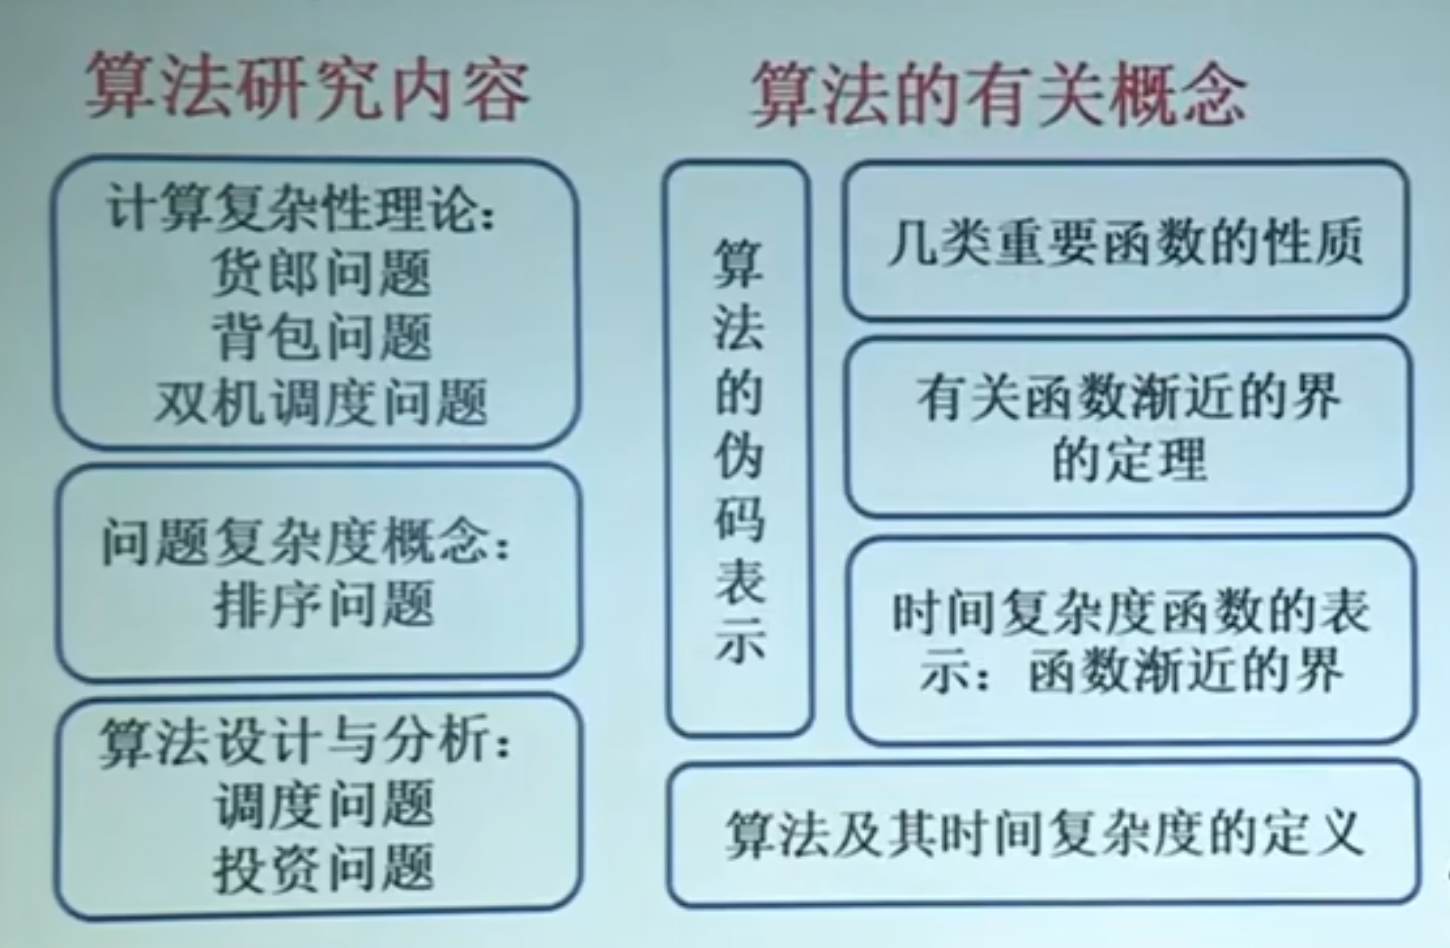 算法研究内容
计算复杂性理论：
货郎问题
背包问题
双机调度问题
问题复杂度概念：
排序问题
算法设计与分析：
调度问题
投资问题
算法的有关概念
算法的伪码表示
几类重要函数的性质
有关函数渐近的界
的定理
时间复杂度函数的表
示：函数渐近的界
算法及其时间复杂度的定义